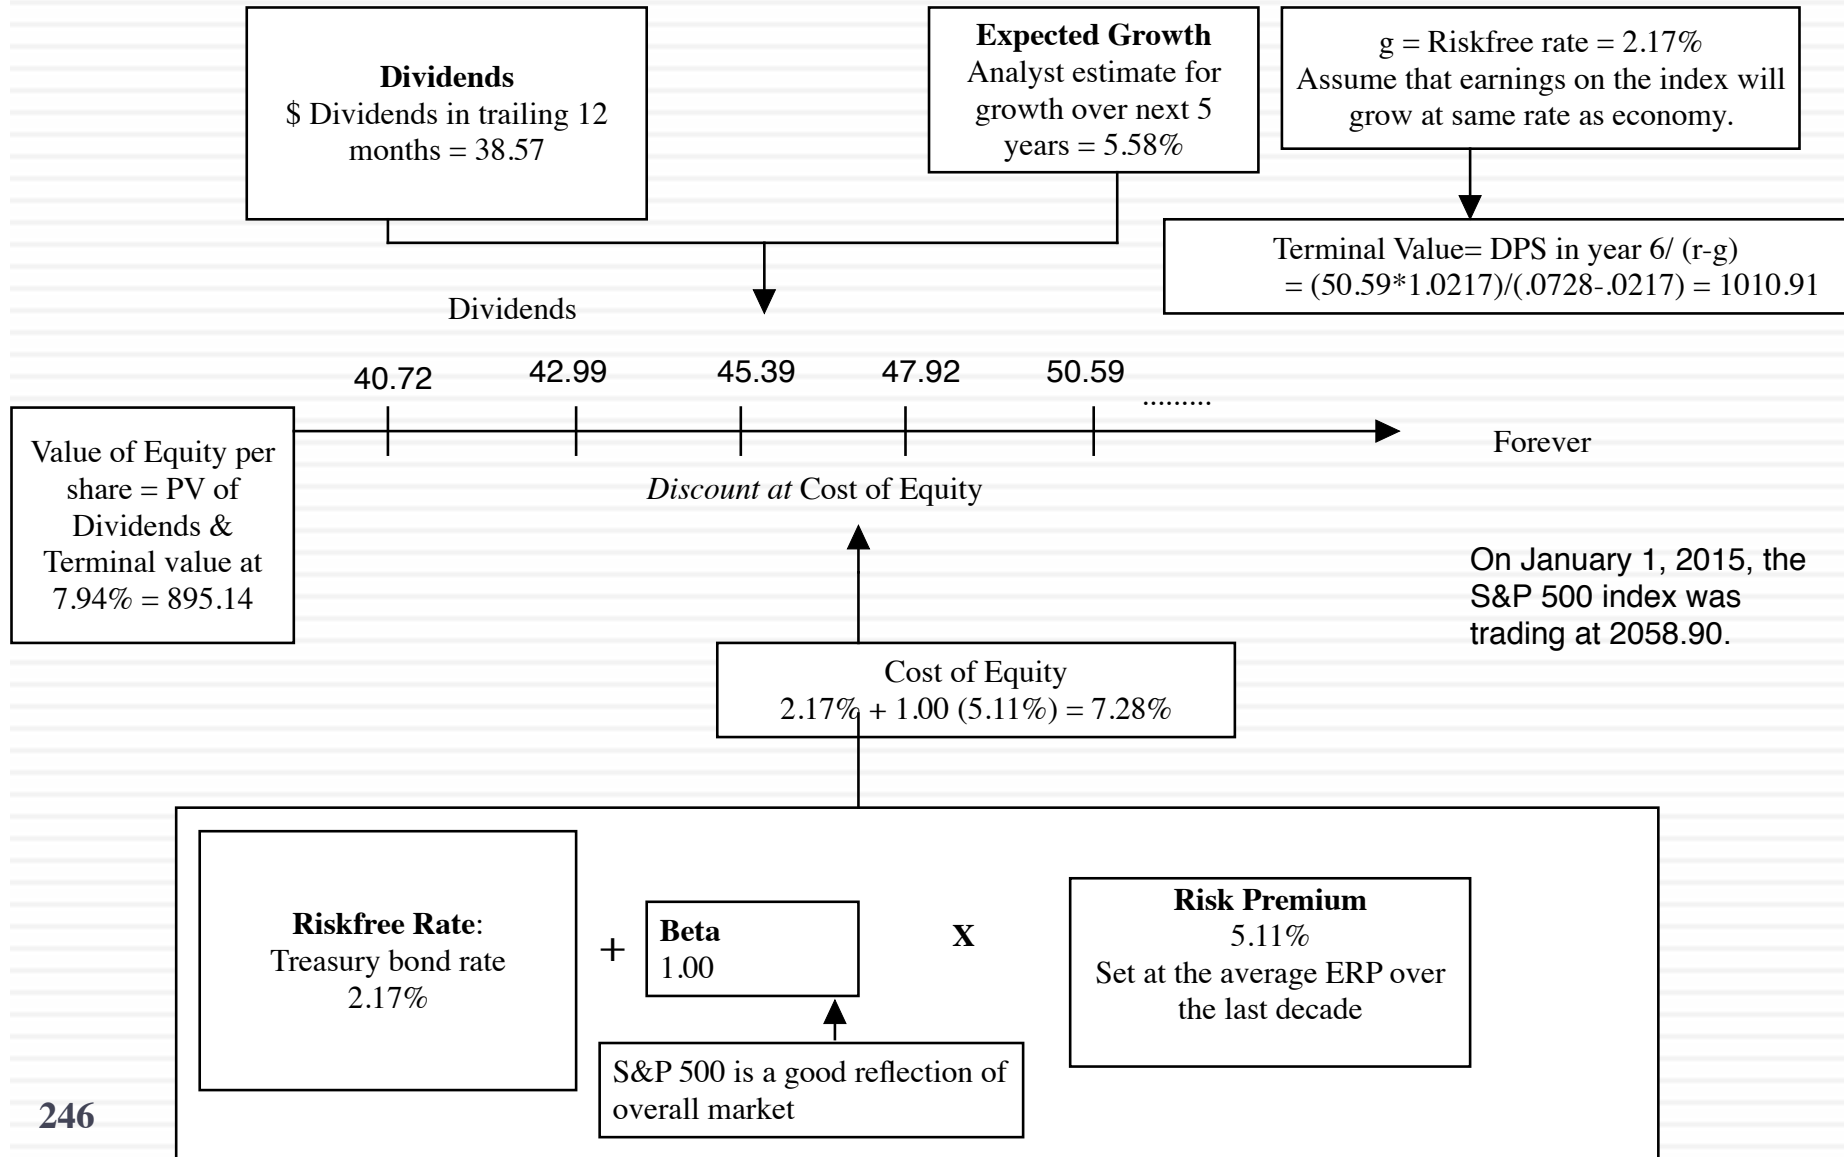 Dividends
$ Dividends in trailing 12
months = 38.57
Expected Growth
Analyst estimate for
growth over next 5
years = 5.58%
g = Riskfree rate = 2.17%
Assume that earnings on the index will
grow at same rate as economy.
Terminal Value= DPS in year 6/ (r-g)
= (50.59*1.0217)/(.0728-.0217) = 1010.91
Dividends
40.72 42.99 45.39 47.92 50.59
.........
Forever
Value of Equity per
share = PV of
Dividends &
Terminal value at
7.94% = 895.14
Discount at Cost of Equity
On January 1, 2015, the
S&P 500 index was
trading at 2058.90.
Cost of Equity
2.17% + 1.00 (5.11%) = 7.28%
Riskfree Rate:
Treasury bond rate
2.17%
+
Beta
1.00
X
Risk Premium
5.11%
Set at the average ERP over
the last decade
S&P 500 is a good reflection of
overall market
246